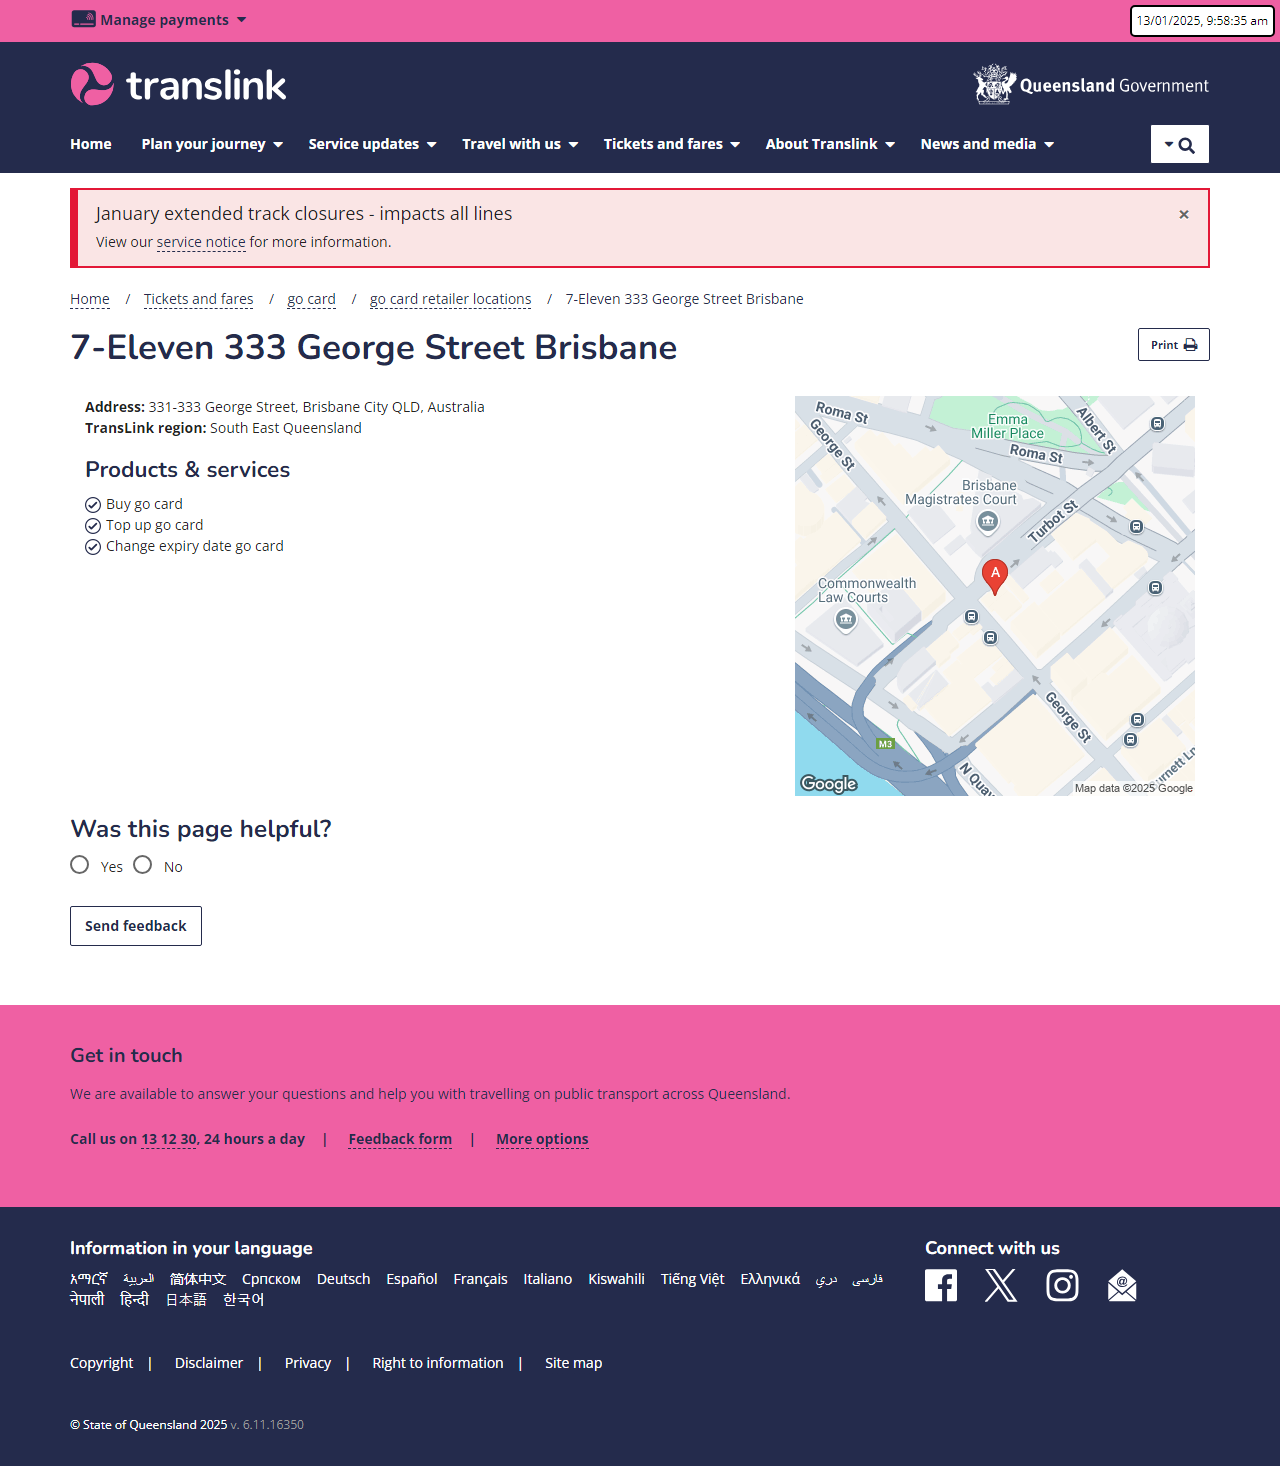 Manage payments
13/01/2025, 9:58:35 am
translink
Queensland Government
Home Plan your journey Service updates Travel with us Tickets and fares About Translink News and media
January extended track closures - impacts all lines
×
View our service notice for more information.
Home / Tickets and fares / go card / go card retailer locations / 7-Eleven 333 George Street Brisbane
7-Eleven 333 George Street Brisbane
Print
Address: 331-333 George Street, Brisbane City QLD, Australia
TransLink region: South East Queensland
Products & services
Buy go card
Top up go card
Change expiry date go card
Roma St
George St
Emma
Miller Place
Albert St
Roma St
Brisbane
Magistrates Court
Turbot St
A
Commonwealth
Law Courts
George St
M3
N Quay
urnett Ln
Google
Map data ©2025 Google
Was this page helpful?
Yes No
Send feedback
Get in touch
We are available to answer your questions and help you with travelling on public transport across Queensland.
Call us on 13 12 30, 24 hours a day | Feedback form | More options
Information in your language
አማርኛ العربية 简体中文 Српском Deutsch Español Français Italiano Kiswahili Tiếng Việt Ελληνικά دري فارسی
नेपाली हिन्दी 日本語 한국어
Connect with us
Copyright | Disclaimer | Privacy | Right to information | Site map
© State of Queensland 2025 v. 6.11.16350